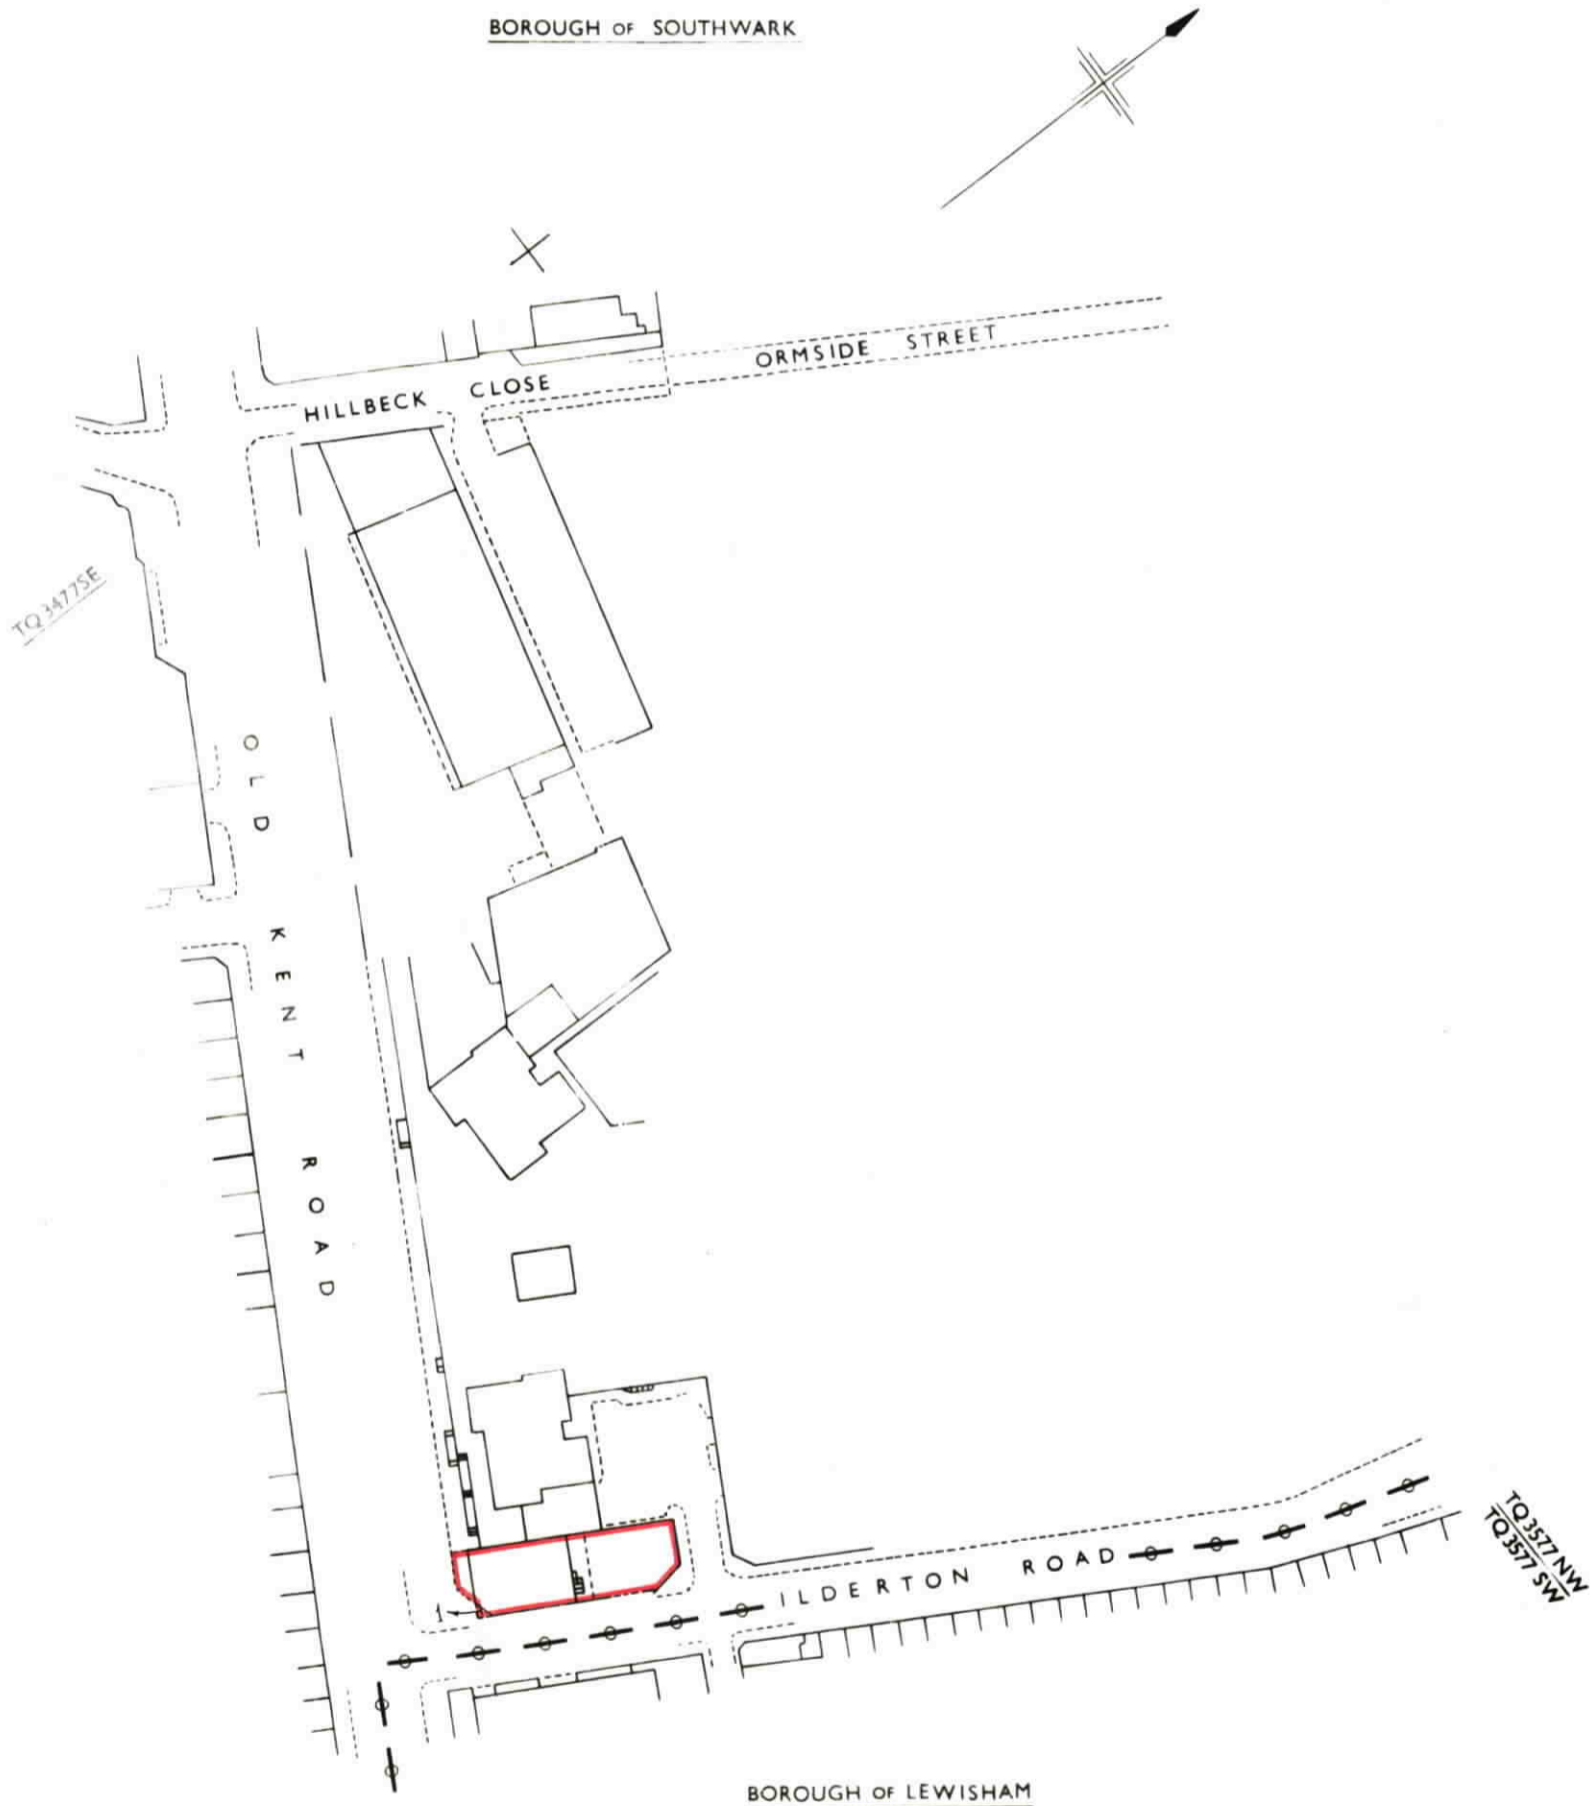 BOROUGH OF SOUTHWARK
ORMSIDE STREET
HILLBECK CLOSE
TQ 3477SE
OLD KENT ROAD
ILDERTON ROAD
TQ 3577 NW
TQ 3577 SW
1
BOROUGH OF LEWISHAM